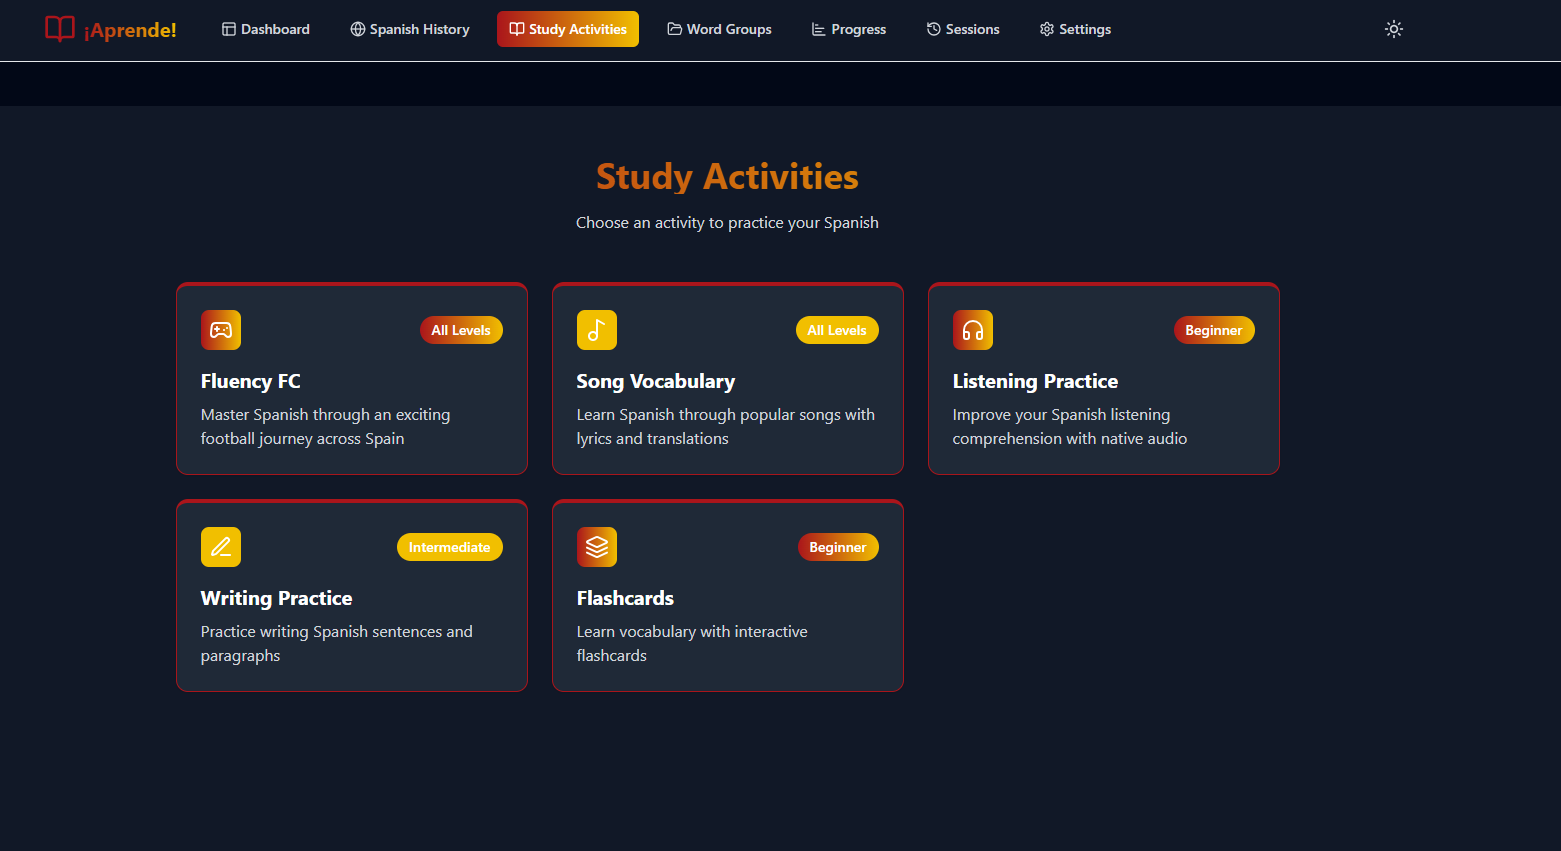 ¡Aprende!
Dashboard
Spanish History
Study Activities
Word Groups
Progress
Sessions
Settings
Study Activities
Choose an activity to practice your Spanish
All Levels
Fluency FC
Master Spanish through an exciting
football journey across Spain
All Levels
Song Vocabulary
Learn Spanish through popular songs with
lyrics and translations
Beginner
Listening Practice
Improve your Spanish listening
comprehension with native audio
Intermediate
Writing Practice
Practice writing Spanish sentences and
paragraphs
Beginner
Flashcards
Learn vocabulary with interactive
flashcards